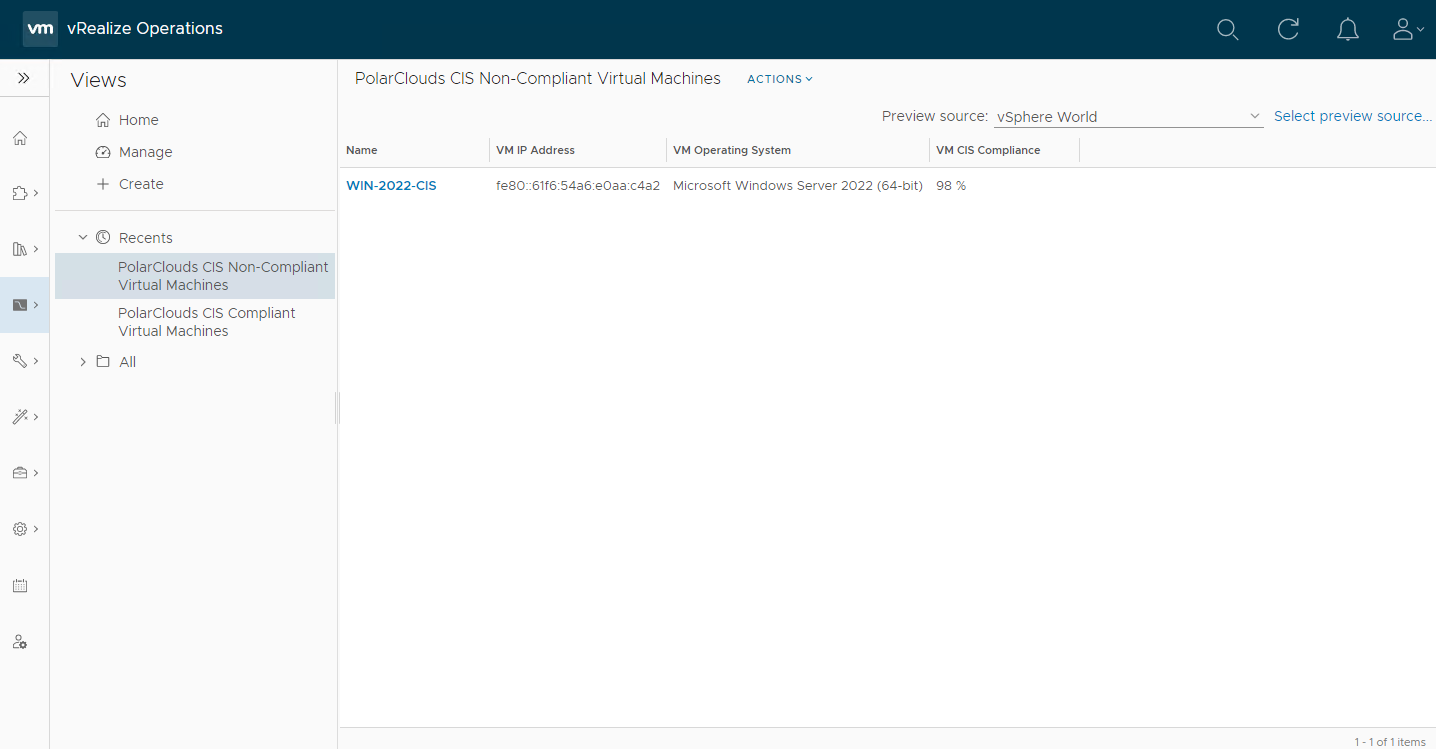 vm vRealize Operations
Views
Home
Manage
Create
Recents
PolarClouds CIS Non-Compliant
Virtual Machines
PolarClouds CIS Compliant
Virtual Machines
All
PolarClouds CIS Non-Compliant Virtual Machines ACTIONS
Preview source: vSphere World Select preview source...
Name VM IP Address VM Operating System VM CIS Compliance
WIN-2022-CIS fe80::61f6:54a6:e0aa:c4a2 Microsoft Windows Server 2022 (64-bit) 98 %
1 - 1 of 1 items